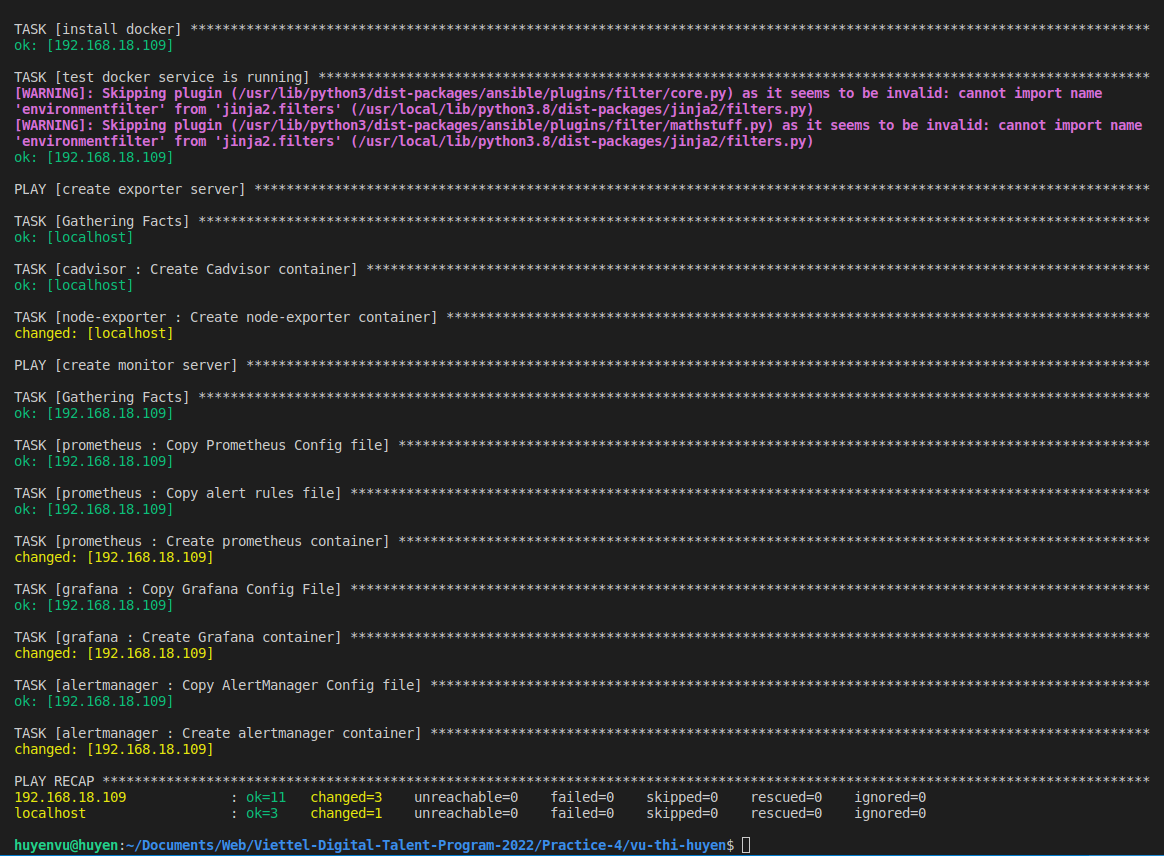 TASK [install docker] ************************************************************************************************************************
ok: [192.168.18.109]
TASK [test docker service is running] ********************************************************************************************************
[WARNING]: Skipping plugin (/usr/lib/python3/dist-packages/ansible/plugins/filter/core.py) as it seems to be invalid: cannot import name
'environmentfilter' from 'jinja2.filters' (/usr/local/lib/python3.8/dist-packages/jinja2/filters.py)
[WARNING]: Skipping plugin (/usr/lib/python3/dist-packages/ansible/plugins/filter/mathstuff.py) as it seems to be invalid: cannot import name
'environmentfilter' from 'jinja2.filters' (/usr/local/lib/python3.8/dist-packages/jinja2/filters.py)
ok: [192.168.18.109]
PLAY [create exporter server] ****************************************************************************************************************
TASK [Gathering Facts] ***********************************************************************************************************************
ok: [localhost]
TASK [cadvisor : Create Cadvisor container] **************************************************************************************************
ok: [localhost]
TASK [node-exporter : Create node-exporter container] ****************************************************************************************
changed: [localhost]
PLAY [create monitor server] *****************************************************************************************************************
TASK [Gathering Facts] ***********************************************************************************************************************
ok: [192.168.18.109]
TASK [prometheus : Copy Prometheus Config file] **********************************************************************************************
ok: [192.168.18.109]
TASK [prometheus : Copy alert rules file] ****************************************************************************************************
ok: [192.168.18.109]
TASK [prometheus : Create prometheus container] **********************************************************************************************
changed: [192.168.18.109]
TASK [grafana : Copy Grafana Config File] ****************************************************************************************************
ok: [192.168.18.109]
TASK [grafana : Create Grafana container] ****************************************************************************************************
changed: [192.168.18.109]
TASK [alertmanager : Copy AlertManager Config file] ******************************************************************************************
ok: [192.168.18.109]
TASK [alertmanager : Create alertmanager container] ******************************************************************************************
changed: [192.168.18.109]
PLAY RECAP ***********************************************************************************************************************************
192.168.18.109             : ok=11   changed=3    unreachable=0    failed=0    skipped=0    rescued=0    ignored=0
localhost                  : ok=3    changed=1    unreachable=0    failed=0    skipped=0    rescued=0    ignored=0
huyenvu@huyen:~/Documents/Web/Viettel-Digital-Talent-Program-2022/Practice-4/vu-thi-huyen$